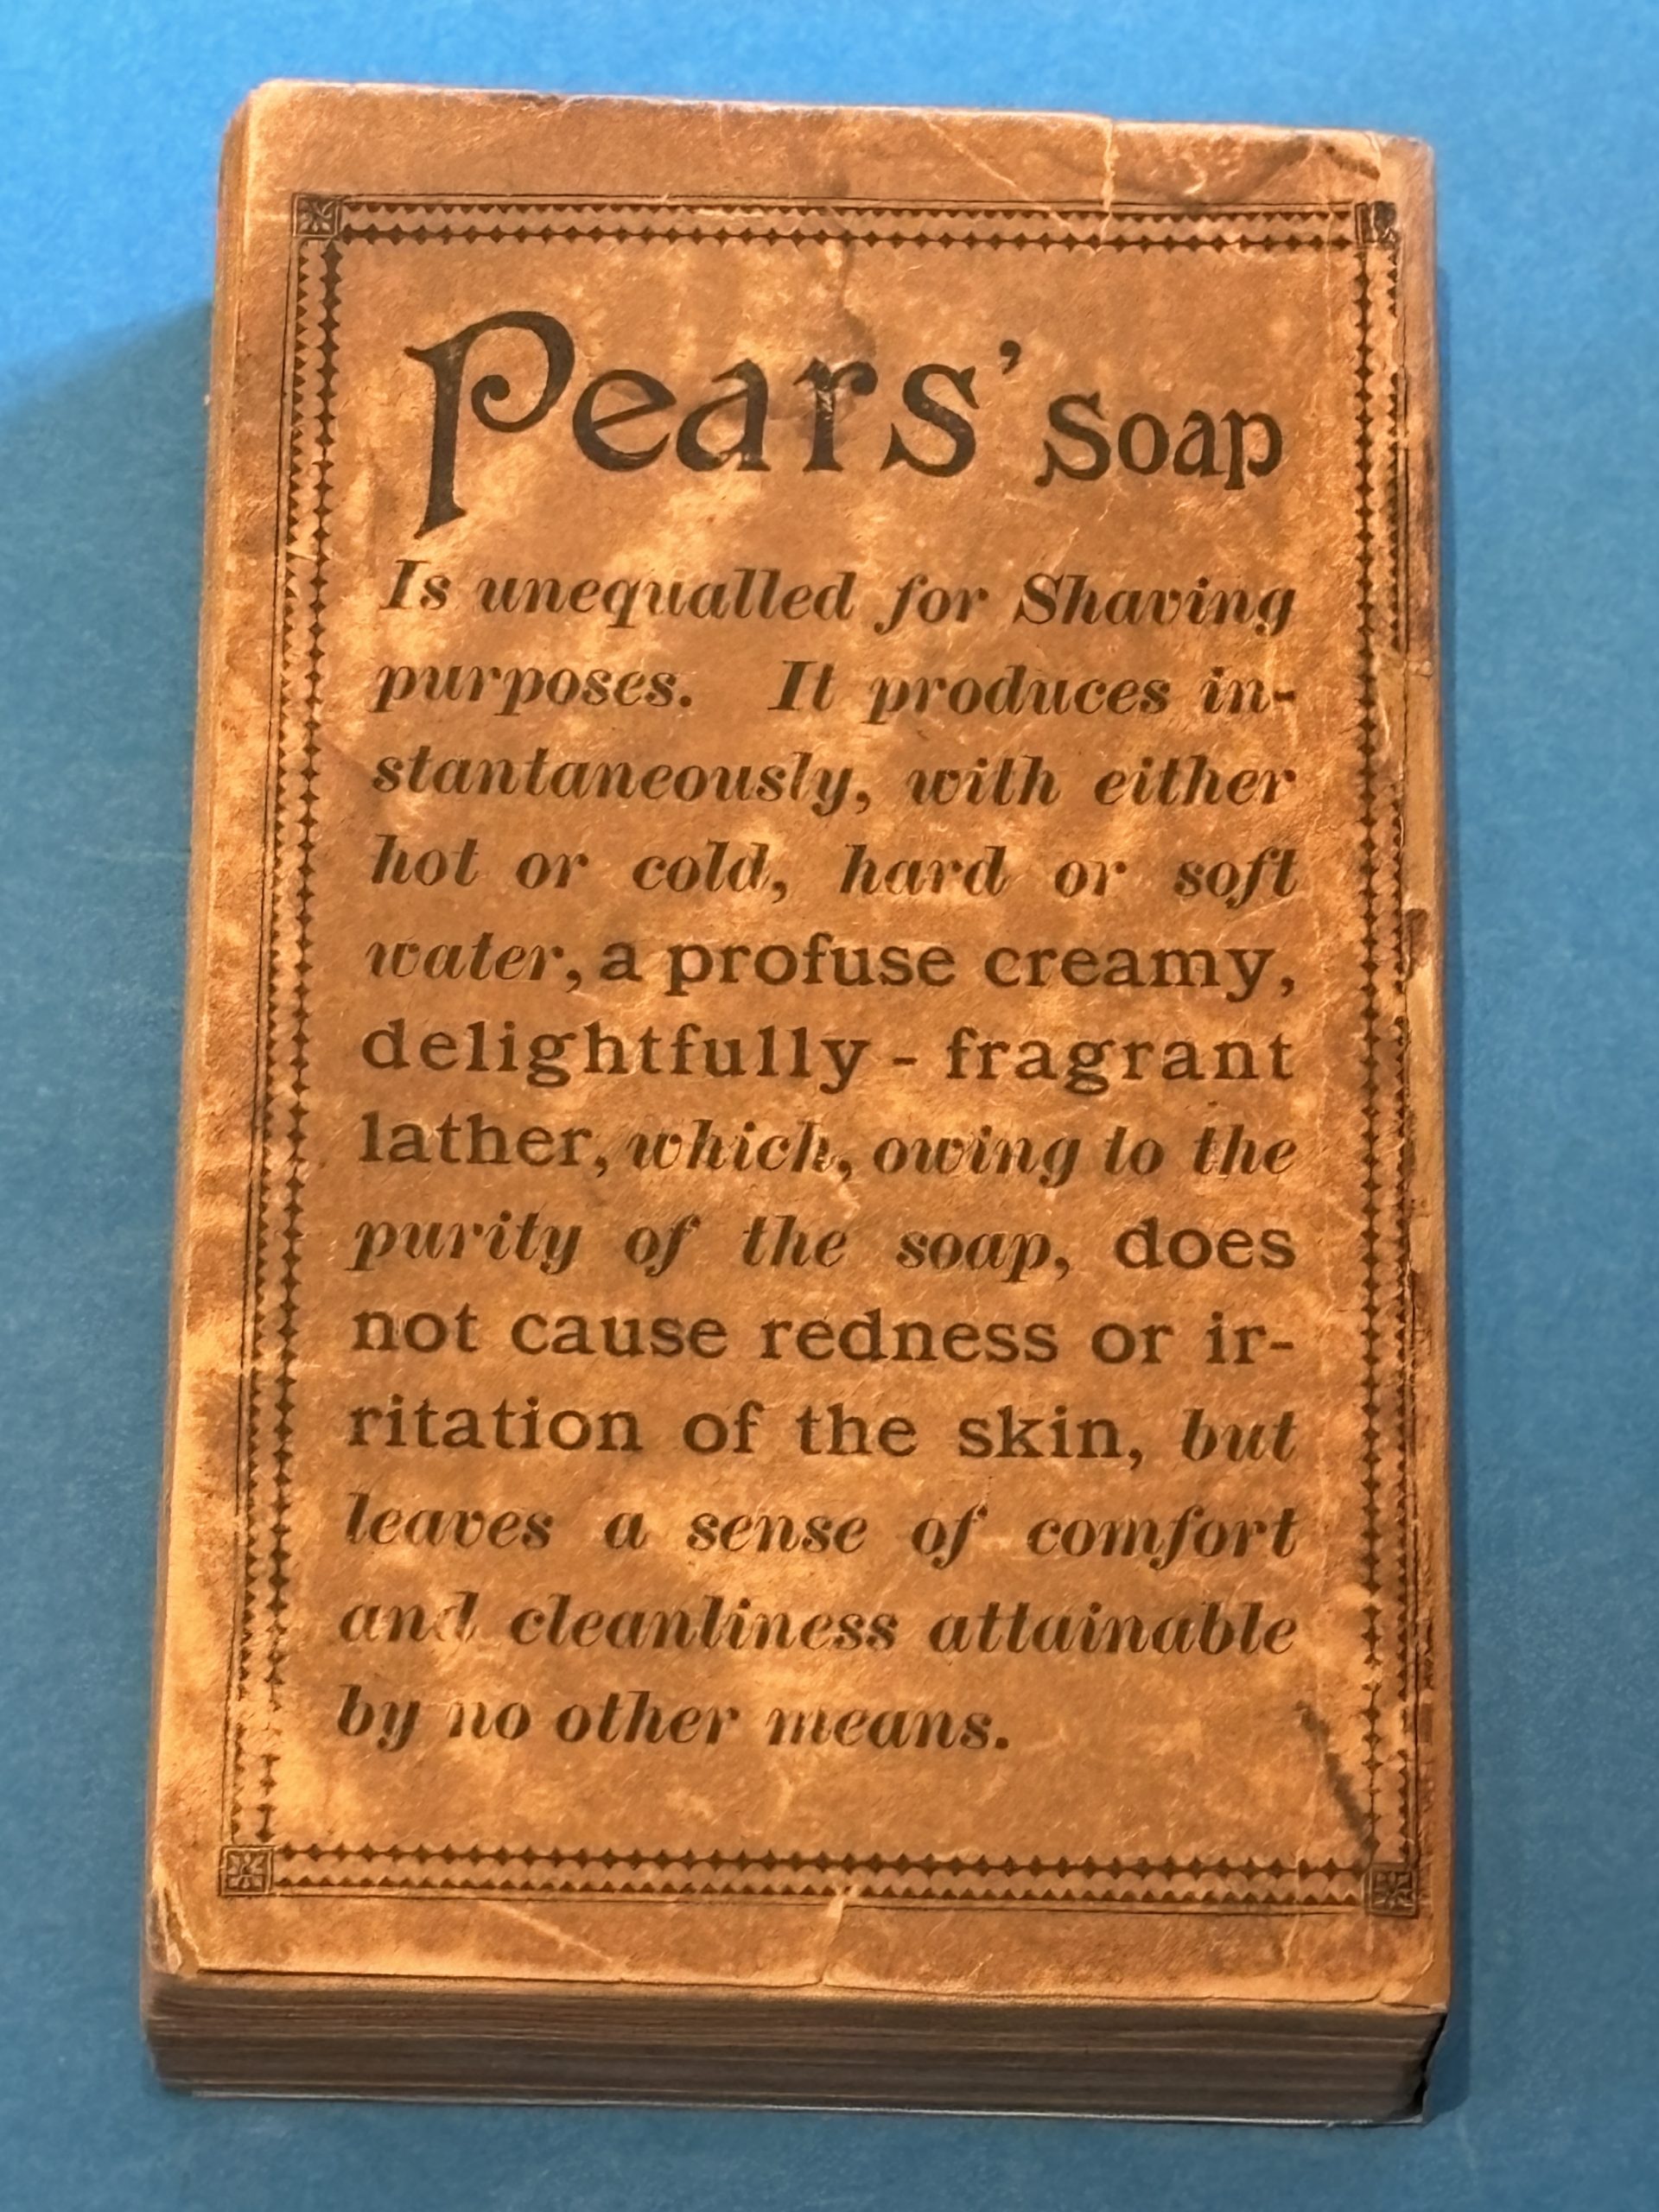 Pears' Soap
Is unequalled for Shaving
purposes. It produces in-
stantaneously, with either
hot or cold, hard or soft
water, a profuse creamy,
delightfully - fragrant
lather, which, owing to the
purity of the soap, does
not cause redness or ir-
ritation of the skin, but
leaves a sense of comfort
and cleanliness attainable
by no other means.